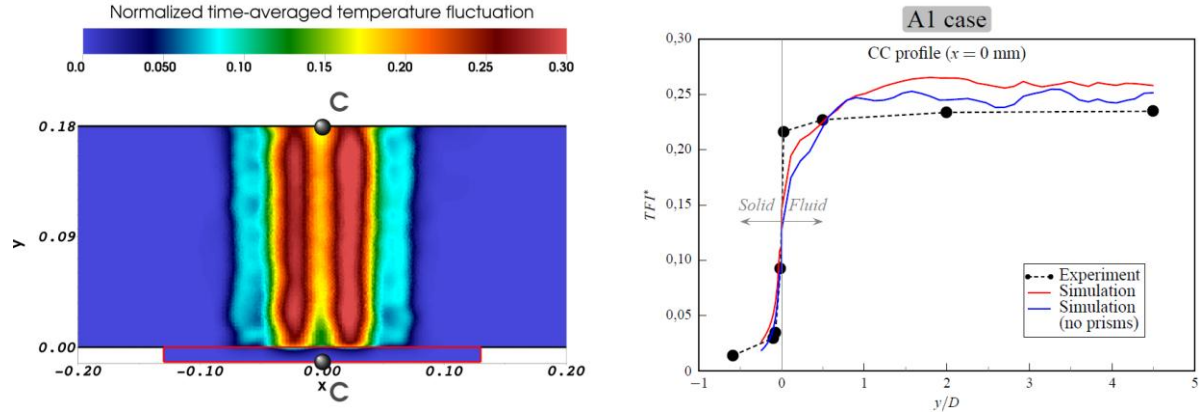 Normalized time-averaged temperature fluctuation
0.0 0.050 0.10 0.15 0.20 0.25 0.30
C
0.18
0.09
0.00
y
-0.20 -0.10 0.00 0.10 0.20
x
C
A1 case
CC profile (x = 0 mm)
0,30
0,25
0,20
0,15
0,10
0,05
0
TFI*
Solid Fluid
Experiment
Simulation
Simulation
(no prisms)
−1 0 1 2 3 4 5
y/D